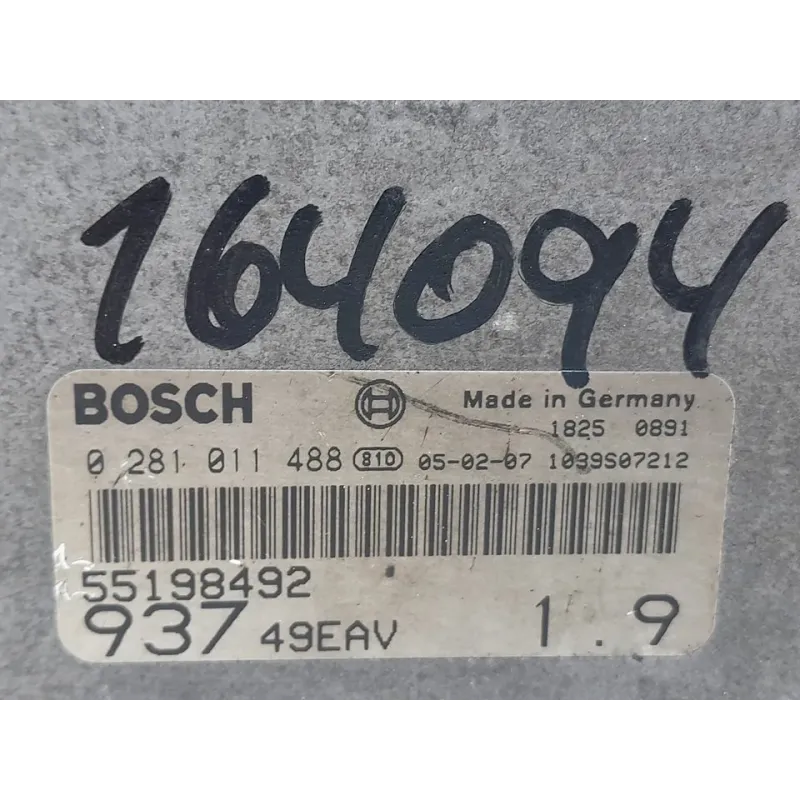 164094
BOSCH Made in Germany
1825 0891
0 281 011 488 810 05-02-07 1039S07212
55198492
937 49EAV 1.9